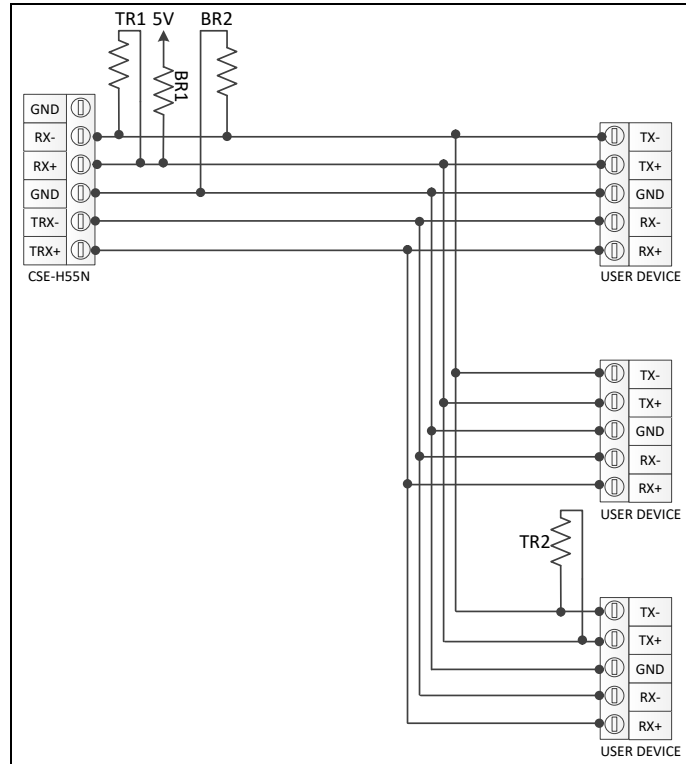 TR1 5V BR2
BR1
GND
RX-
RX+
GND
TRX-
TRX+
CSE-H55N
TX-
TX+
GND
RX-
RX+
USER DEVICE
TX-
TX+
GND
RX-
RX+
USER DEVICE
TR2
TX-
TX+
GND
RX-
RX+
USER DEVICE